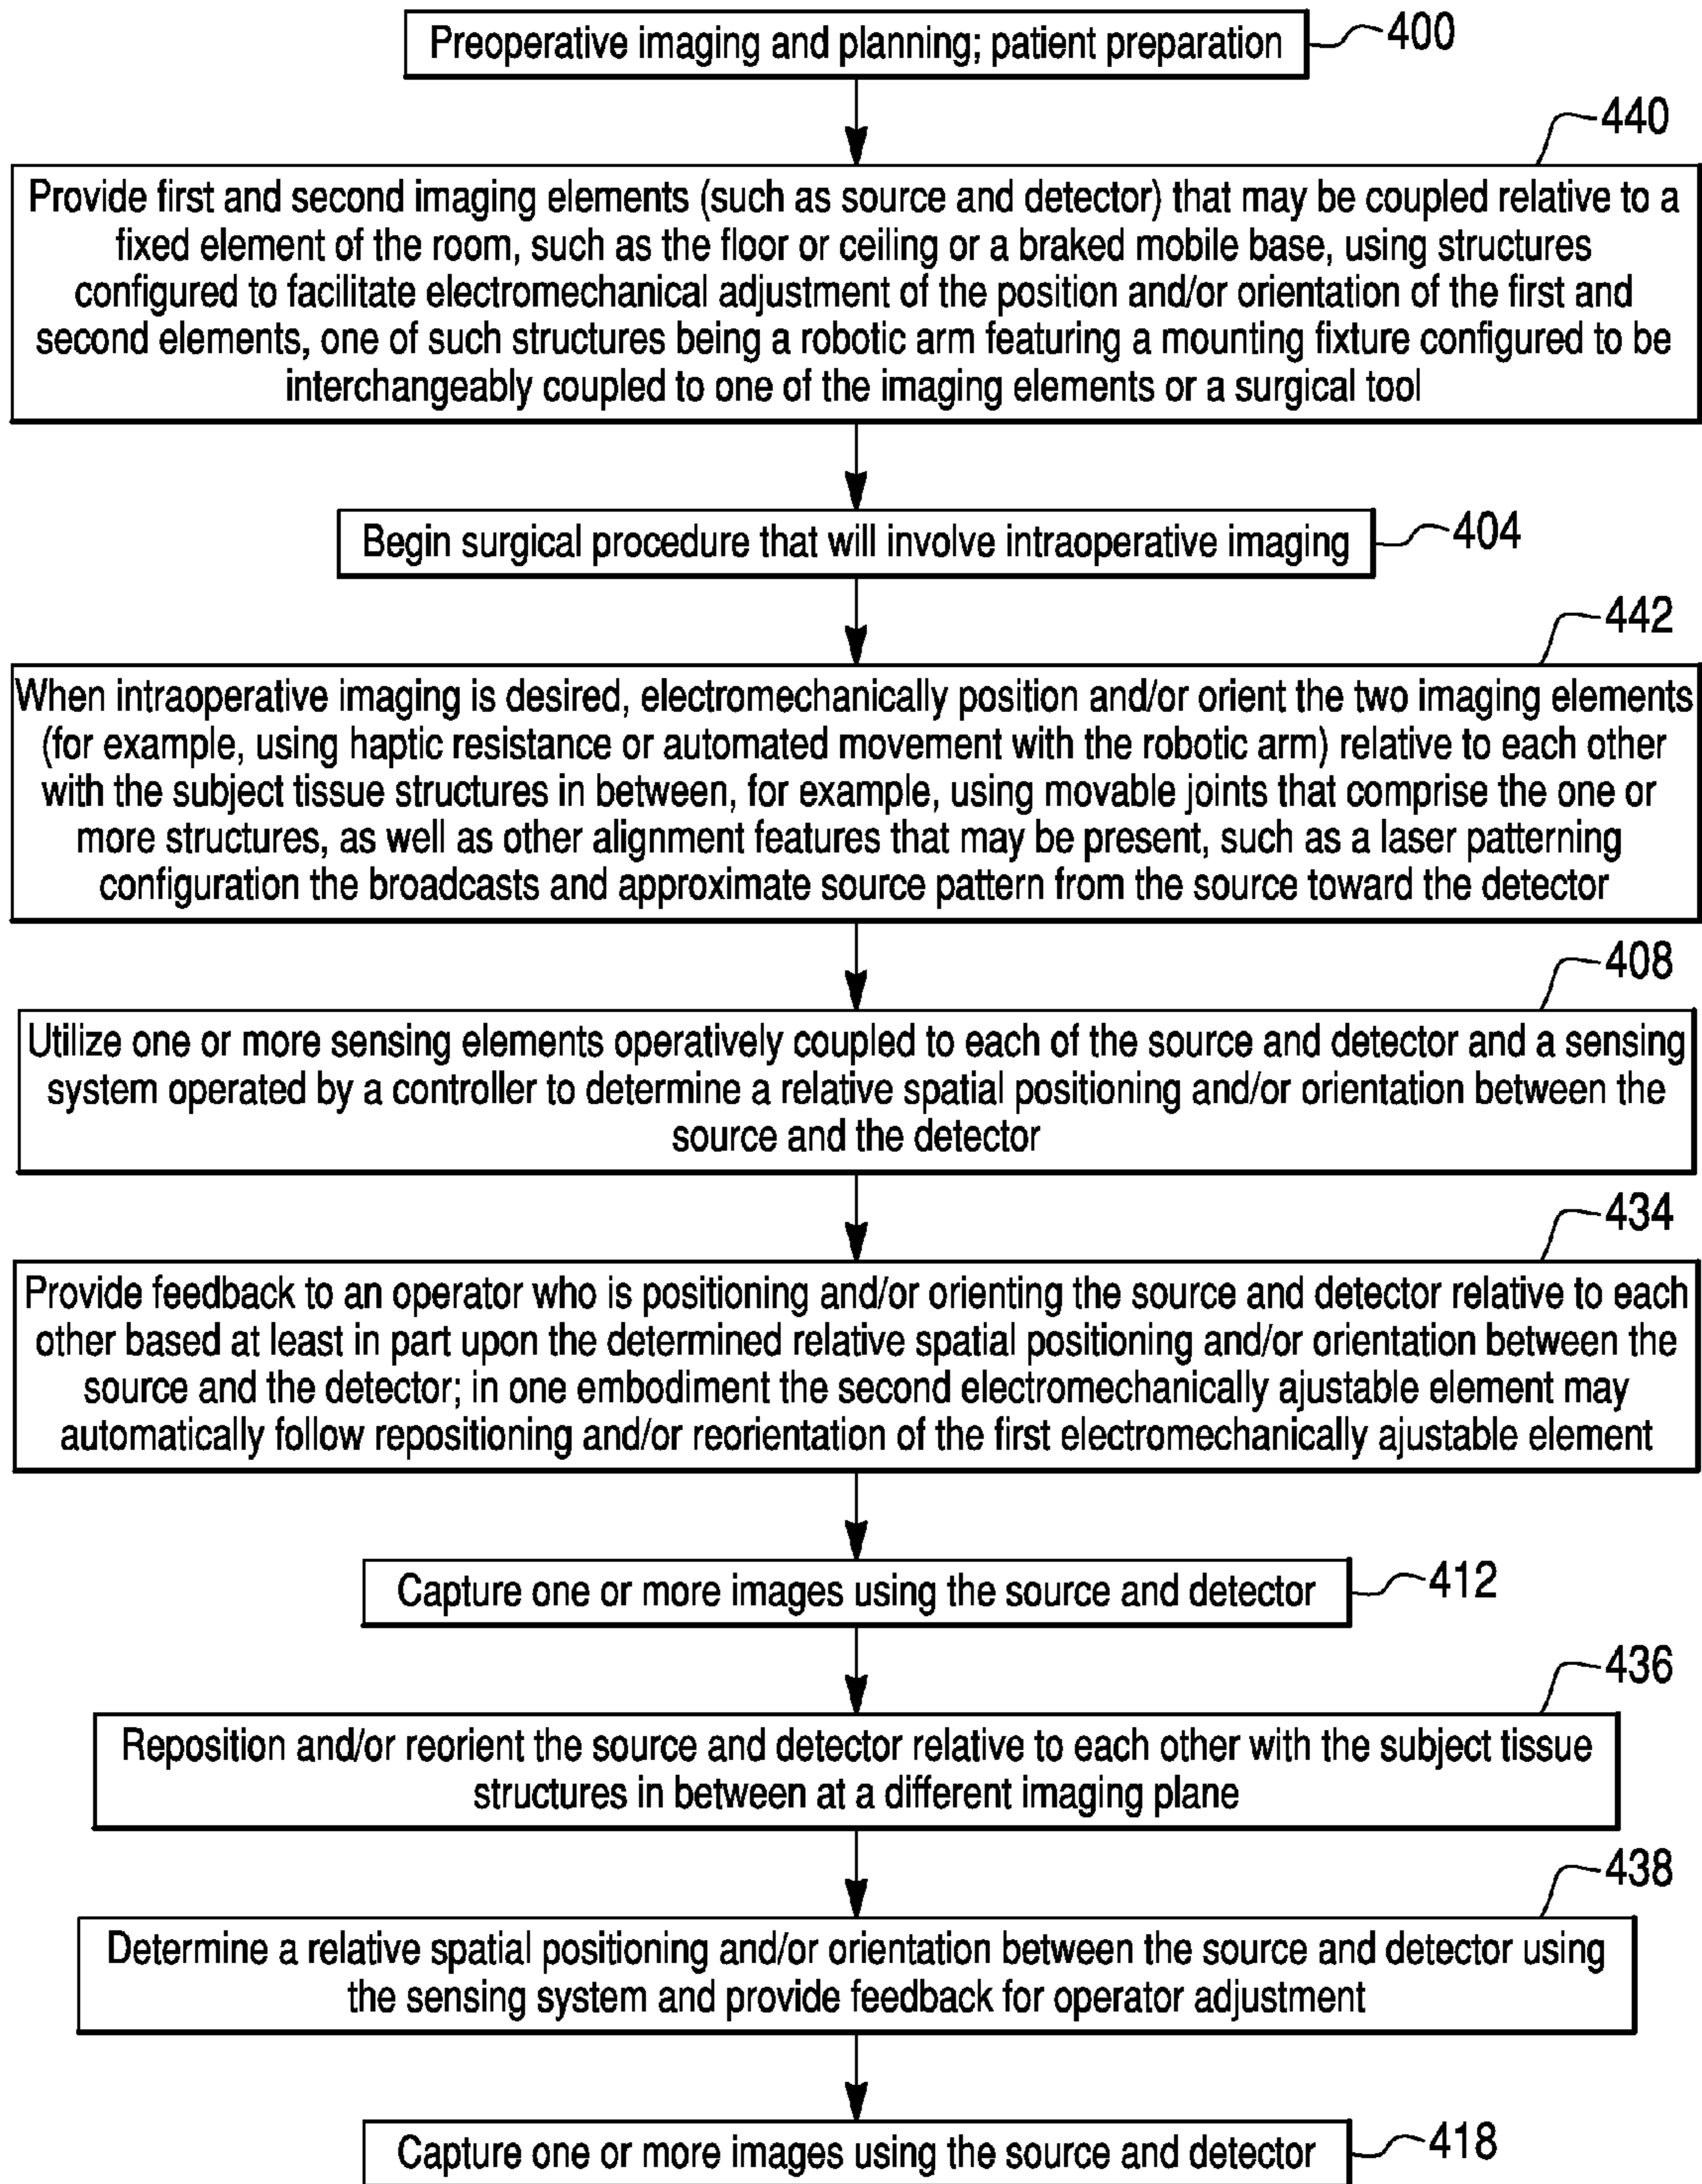 Preoperative imaging and planning; patient preparation
400
440
Provide first and second imaging elements (such as source and detector) that may be coupled relative to a
fixed element of the room, such as the floor or ceiling or a braked mobile base, using structures
configured to facilitate electromechanical adjustment of the position and/or orientation of the first and
second elements, one of such structures being a robotic arm featuring a mounting fixture configured to be
interchangeably coupled to one of the imaging elements or a surgical tool
Begin surgical procedure that will involve intraoperative imaging
404
442
When intraoperative imaging is desired, electromechanically position and/or orient the two imaging elements
(for example, using haptic resistance or automated movement with the robotic arm) relative to each other
with the subject tissue structures in between, for example, using movable joints that comprise the one or
more structures, as well as other alignment features that may be present, such as a laser patterning
configuration the broadcasts and approximate source pattern from the source toward the detector
408
Utilize one or more sensing elements operatively coupled to each of the source and detector and a sensing
system operated by a controller to determine a relative spatial positioning and/or orientation between the
source and the detector
434
Provide feedback to an operator who is positioning and/or orienting the source and detector relative to each
other based at least in part upon the determined relative spatial positioning and/or orientation between the
source and the detector; in one embodiment the second electromechanically ajustable element may
automatically follow repositioning and/or reorientation of the first electromechanically ajustable element
Capture one or more images using the source and detector
412
436
Reposition and/or reorient the source and detector relative to each other with the subject tissue
structures in between at a different imaging plane
438
Determine a relative spatial positioning and/or orientation between the source and detector using
the sensing system and provide feedback for operator adjustment
Capture one or more images using the source and detector
418